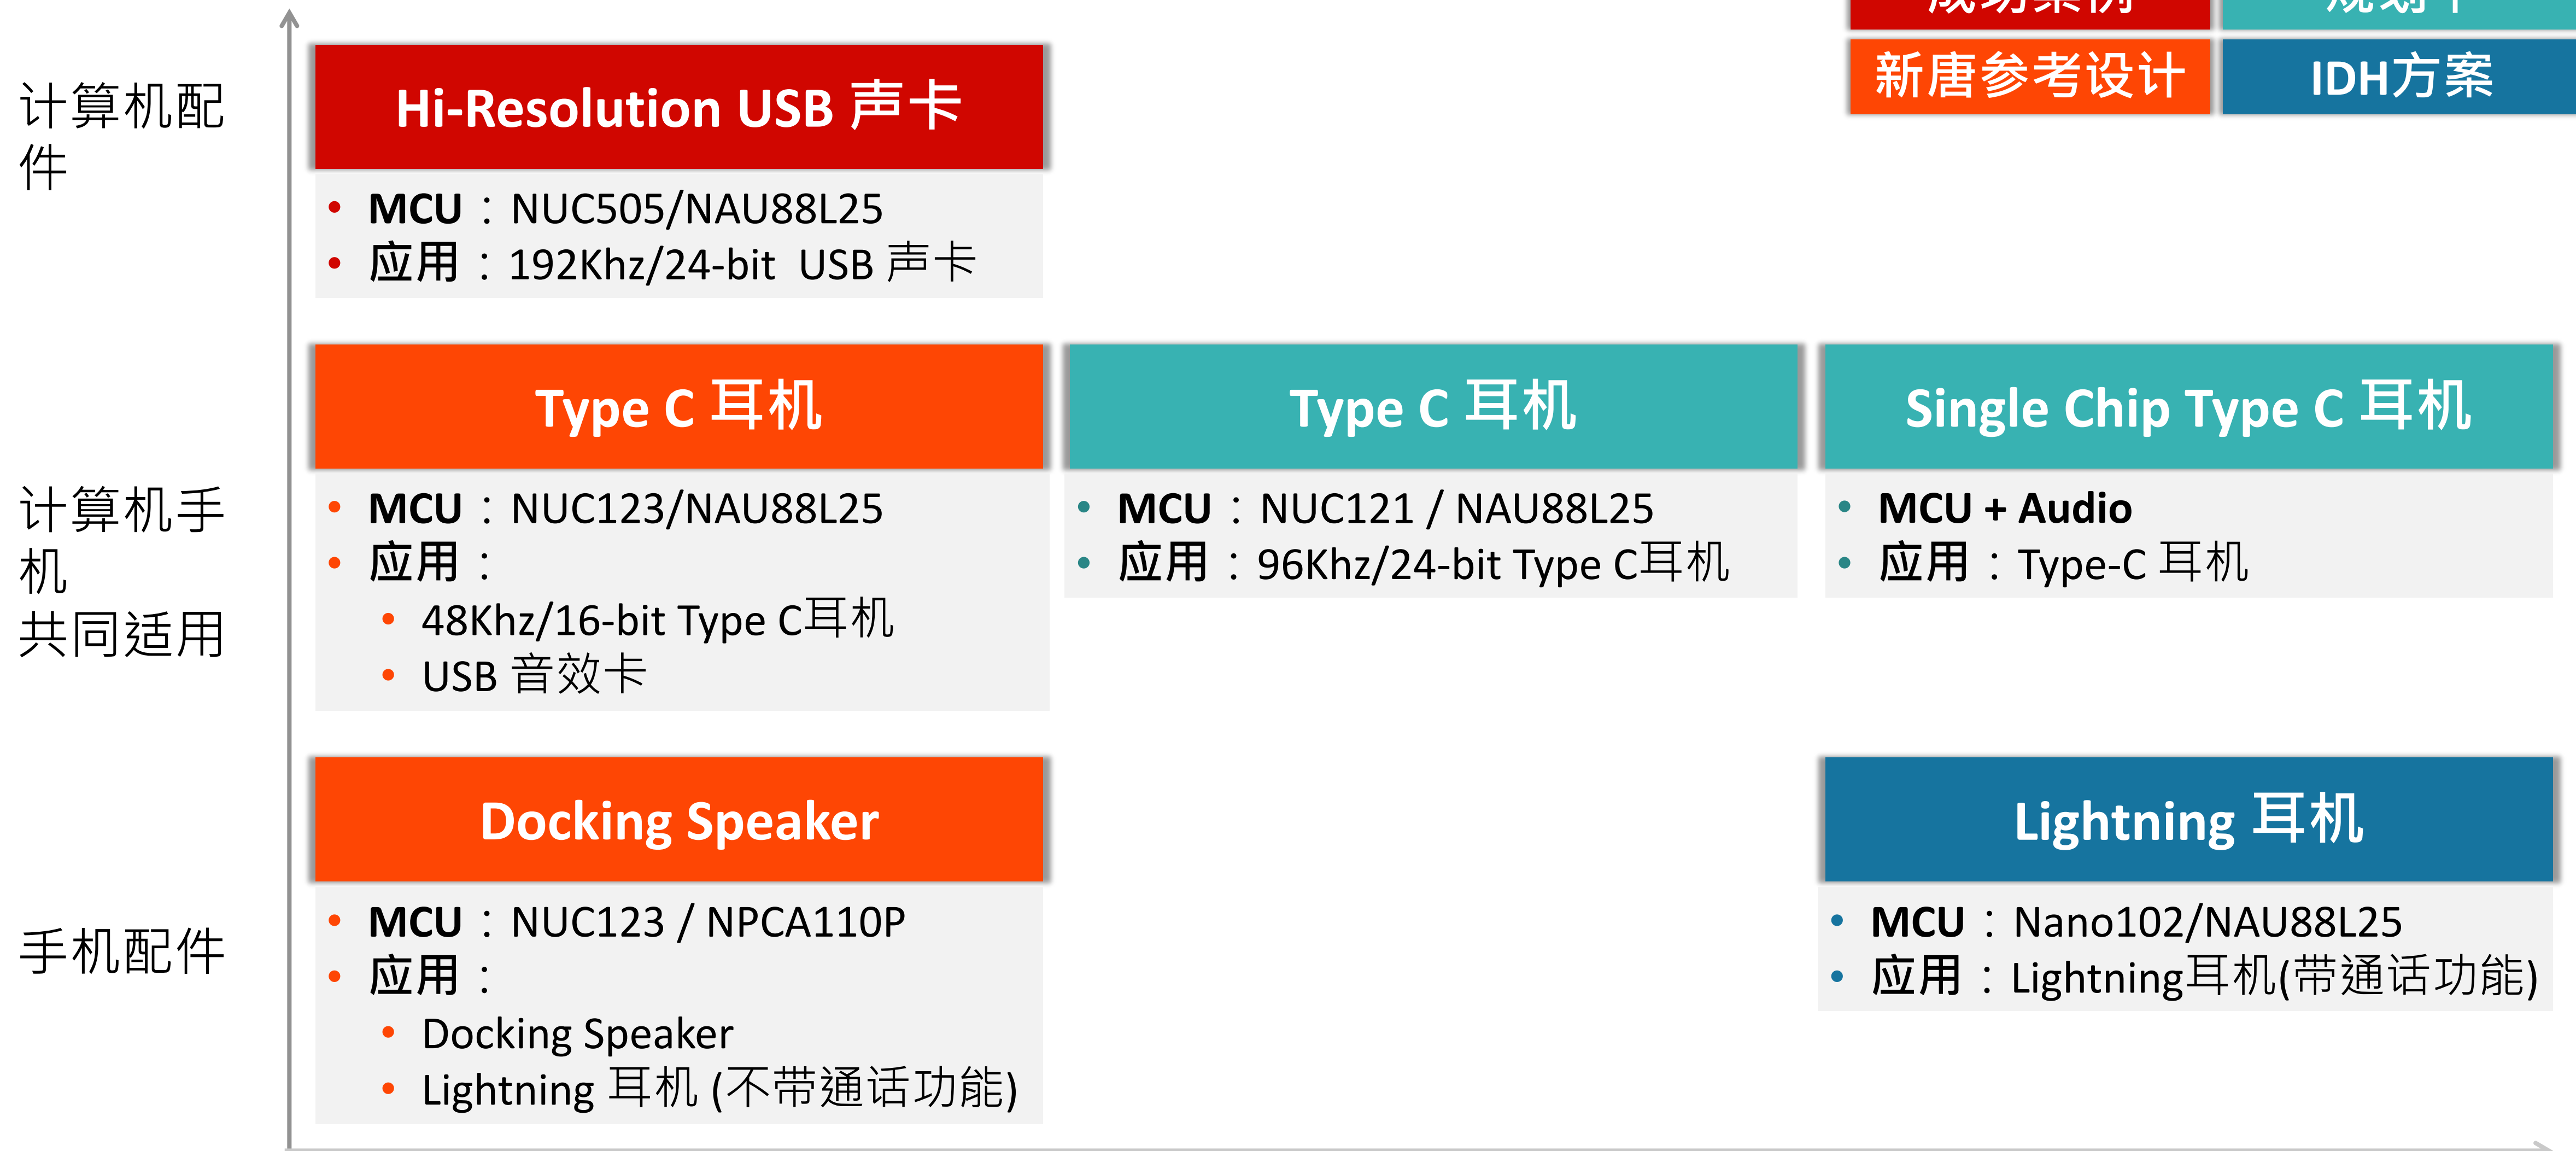 成功案例
规划中
新唐参考设计
IDH方案
计算机配
件
Hi-Resolution USB 声卡
• MCU：NUC505/NAU88L25
• 应用：192Khz/24-bit USB 声卡
计算机手
机
共同适用
Type C 耳机
• MCU：NUC123/NAU88L25
• 应用：
• 48Khz/16-bit Type C耳机
• USB 音效卡
Type C 耳机
• MCU：NUC121 / NAU88L25
• 应用：96Khz/24-bit Type C耳机
Single Chip Type C 耳机
• MCU + Audio
• 应用：Type-C 耳机
手机配件
Docking Speaker
• MCU：NUC123 / NPCA110P
• 应用：
• Docking Speaker
• Lightning 耳机 (不带通话功能)
Lightning 耳机
• MCU：Nano102/NAU88L25
• 应用：Lightning耳机(带通话功能)